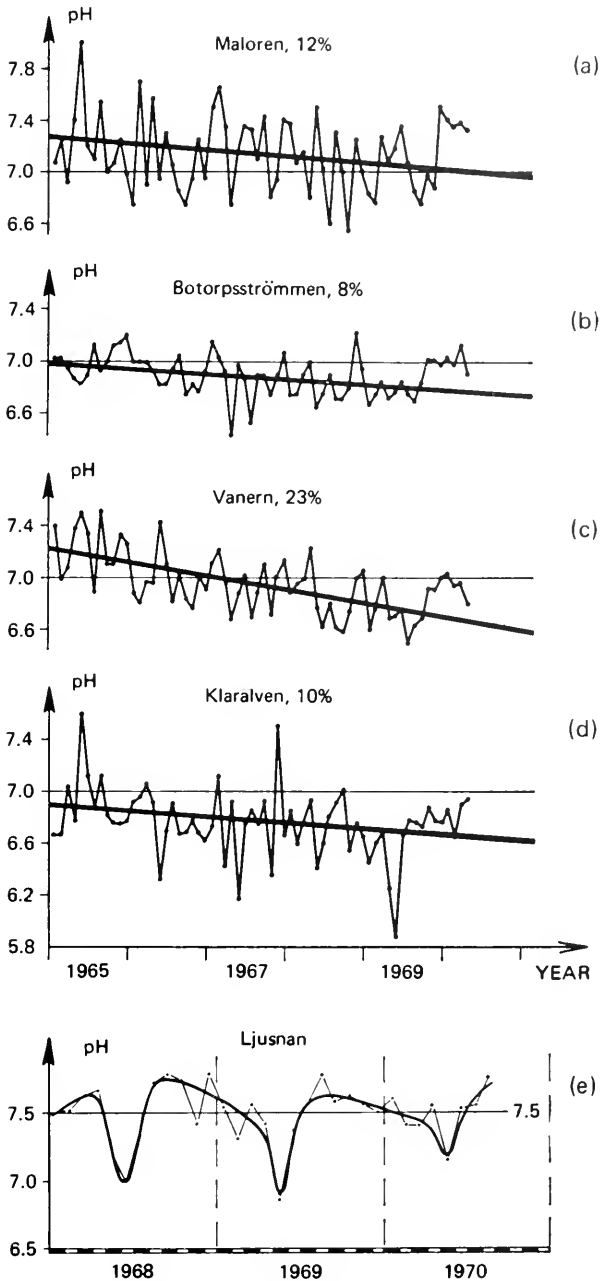 pH
Maloren, 12%
(a)
7.8
7.4
7.0
6.6
pH
Botorpsströmmen, 8%
(b)
7.4
7.0
6.6
pH
Vanern, 23%
(c)
7.4
7.0
6.6
pH
Klaralven, 10%
(d)
7.4
7.0
6.6
6.2
5.8
1965 1967 1969 YEAR
pH
Ljusnan
(e)
7.5 7.5
7.0
6.5
1968 1969 1970